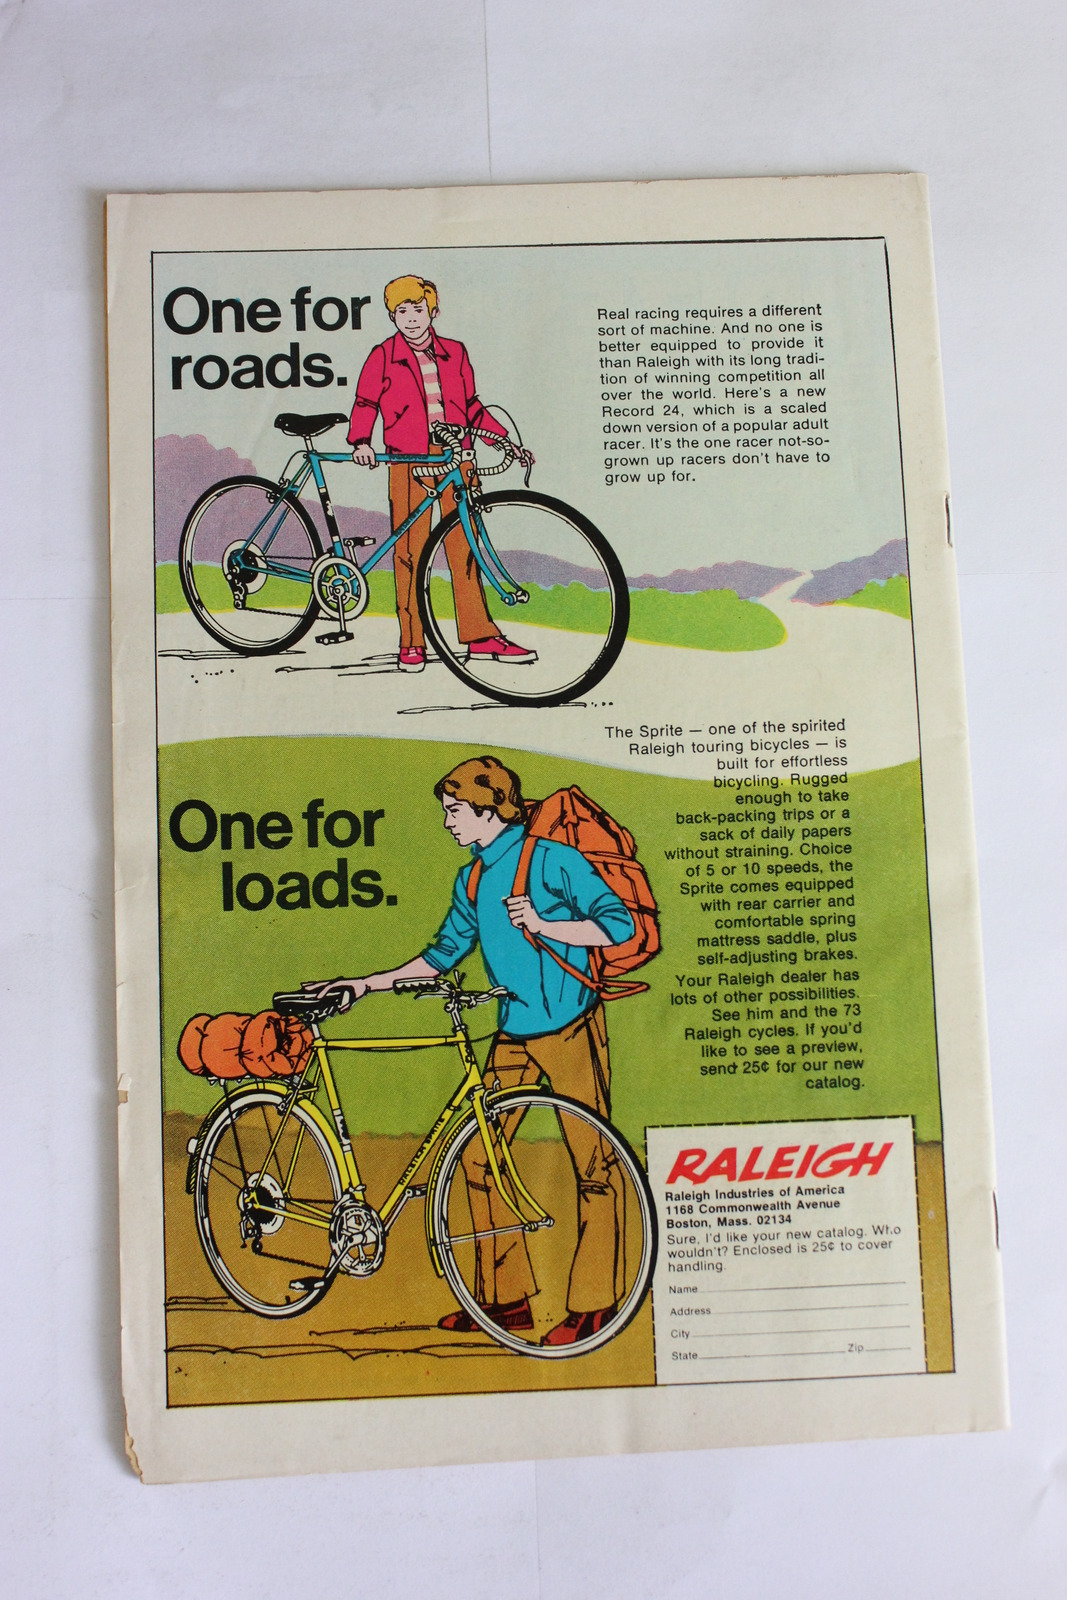 One for
roads.
Real racing requires a different
sort of machine. And no one is
better equipped to provide it
than Raleigh with its long tradi-
tion of winning competition all
over the world. Here's a new
Record 24, which is a scaled
down version of a popular adult
racer. It's the one racer not-so-
grown up racers don't have to
grow up for.
The Sprite — one of the spirited
Raleigh touring bicycles — is
built for effortless
bicycling. Rugged
enough to take
back-packing trips or a
sack of daily papers
without straining. Choice
of 5 or 10 speeds, the
Sprite comes equipped
with rear carrier and
comfortable spring
mattress saddle, plus
self-adjusting brakes.
Your Raleigh dealer has
lots of other possibilities.
See him and the 73
Raleigh cycles. If you'd
like to see a preview,
send 25¢ for our new
catalog.
One for
loads.
RALEIGH SPRITE
RALEIGH
Raleigh Industries of America
1168 Commonwealth Avenue
Boston, Mass. 02134
Sure, I'd like your new catalog. Who
wouldn't? Enclosed is 25¢ to cover
handling.
Name
Address
City
State Zip